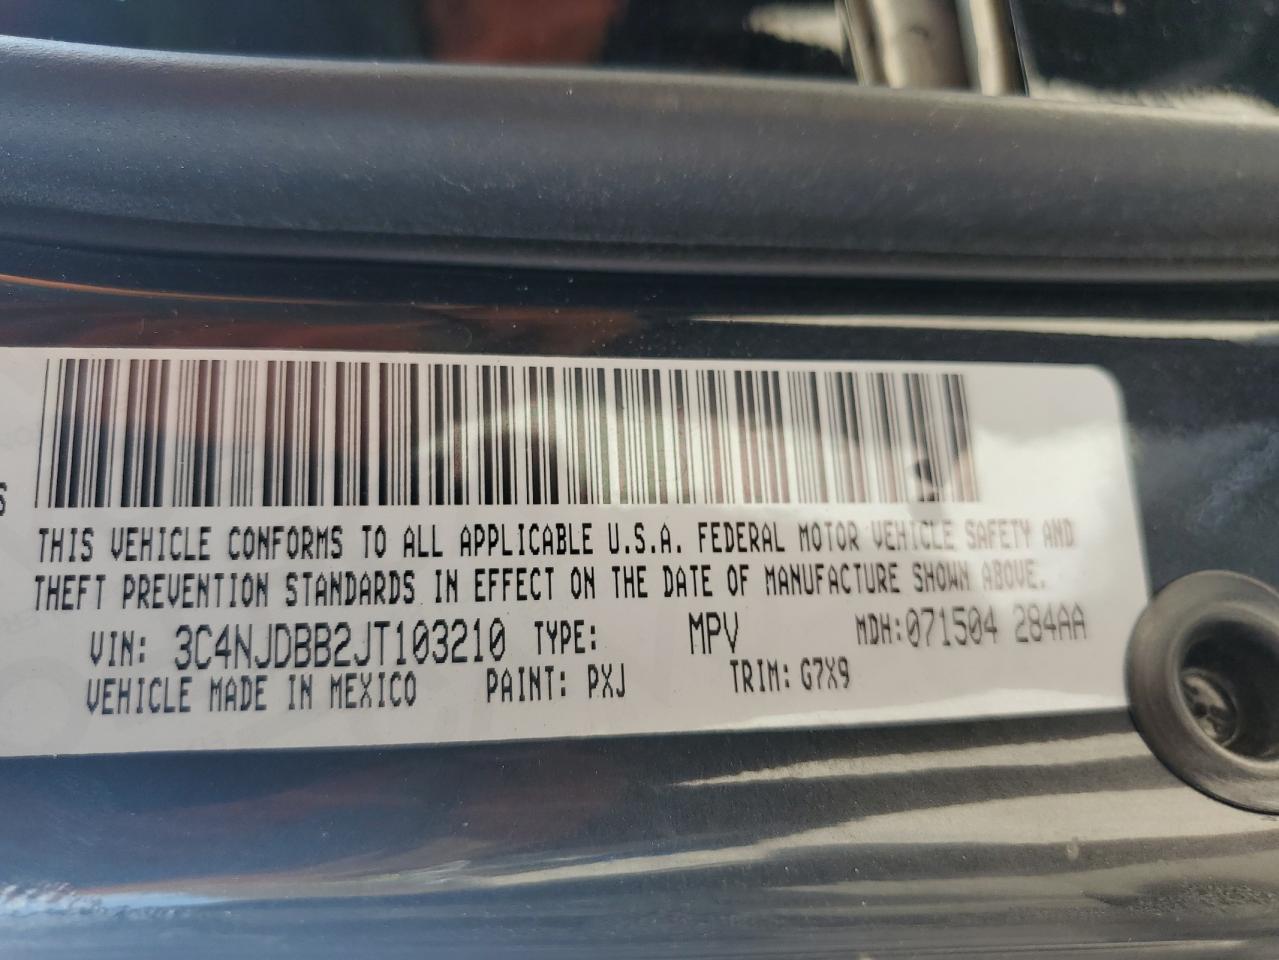 THIS VEHICLE CONFORMS TO ALL APPLICABLE U.S.A. FEDERAL MOTOR VEHICLE SAFETY AND
THEFT PREVENTION STANDARDS IN EFFECT ON THE DATE OF MANUFACTURE SHOWN ABOVE.
VIN: 3C4NJDBB2JT103210 TYPE: MPV MDH:071504 284AA
VEHICLE MADE IN MEXICO PAINT: PXJ TRIM: G7X9